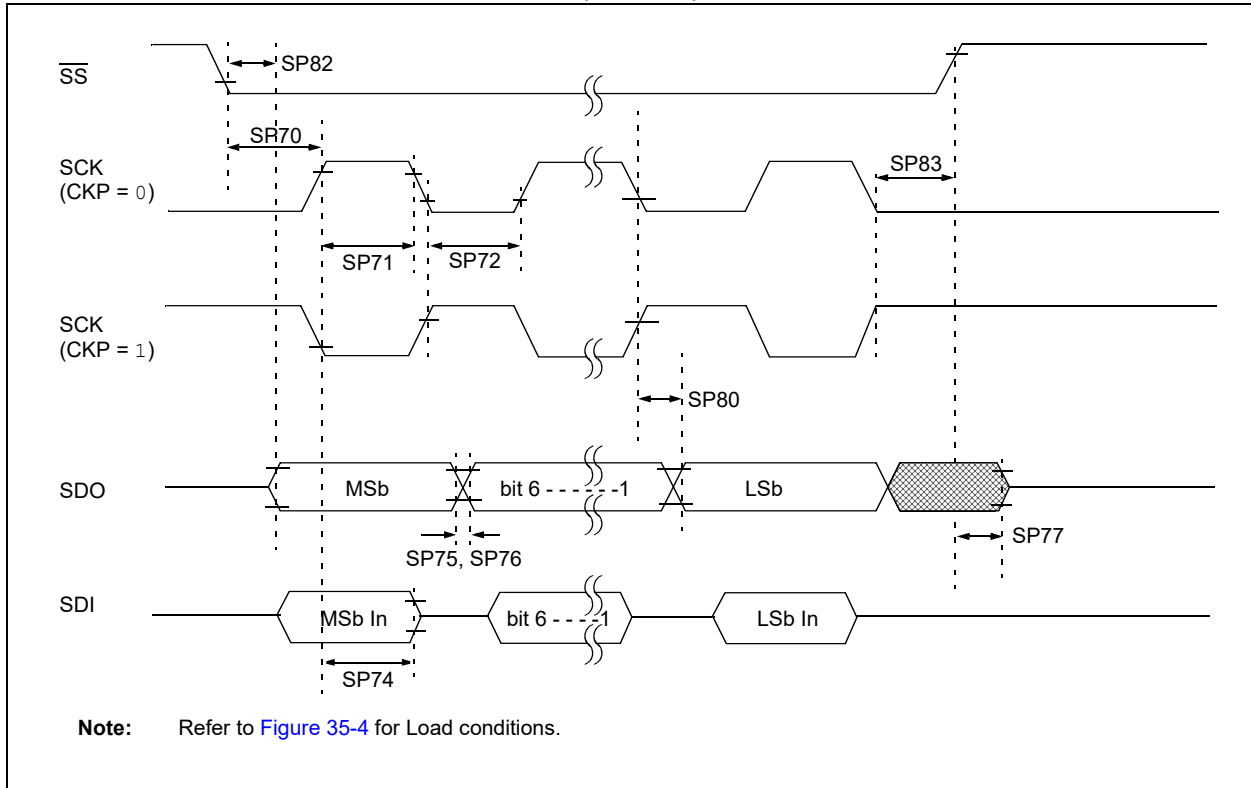 SS
SP82
SP70
SCK
(CKP = 0)
SP83
SP71
SP72
SCK
(CKP = 1)
SP80
SDO
MSb
bit 6 - - - - - -1
LSb
SP75, SP76
SP77
SDI
MSb In
bit 6 - - - -1
LSb In
SP74
Note: Refer to Figure 35-4 for Load conditions.